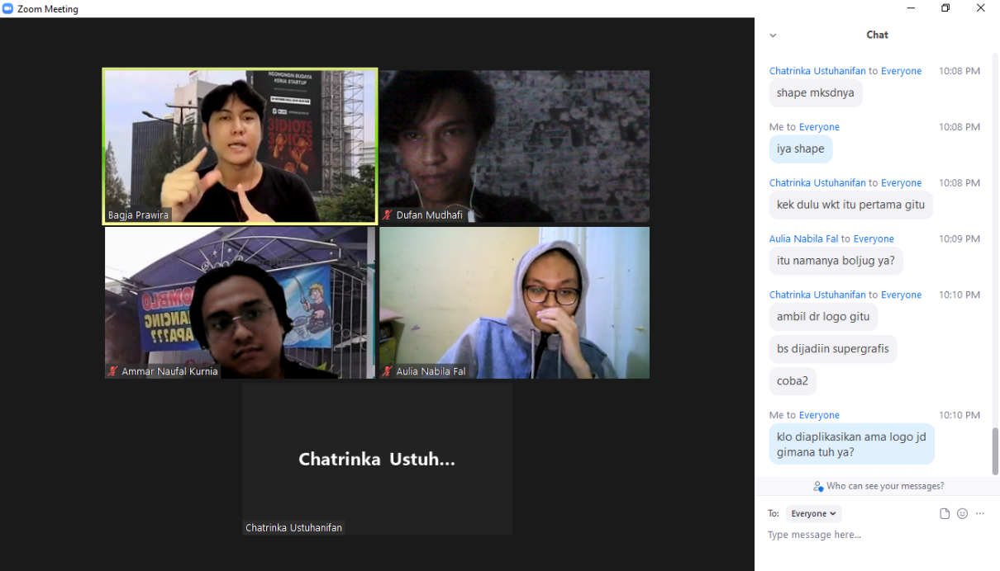 Zoom Meeting
NGOMONGIN BUDAYA
KERJA STARTUP
3IDIOTS
Bagja Prawira
Dufan Mudhafi
OMBLO
ANCING
APA???
Ammar Naufal Kurnia
Aulia Nabila Fal
Chatrinka Ustuh...
Chatrinka Ustuhanifan
Chat
Chatrinka Ustuhanifan to Everyone 10:08 PM
shape mksdnya
Me to Everyone 10:08 PM
iya shape
Chatrinka Ustuhanifan to Everyone 10:08 PM
kek dulu wkt itu pertama gitu
Aulia Nabila Fal to Everyone 10:09 PM
itu namanya boljug ya?
Chatrinka Ustuhanifan to Everyone 10:10 PM
ambil dr logo gitu
bs dijadiin supergrafis
coba2
Me to Everyone 10:10 PM
klo diaplikasikan ama logo jd
gimana tuh ya?
Who can see your messages?
To: Everyone
Type message here...